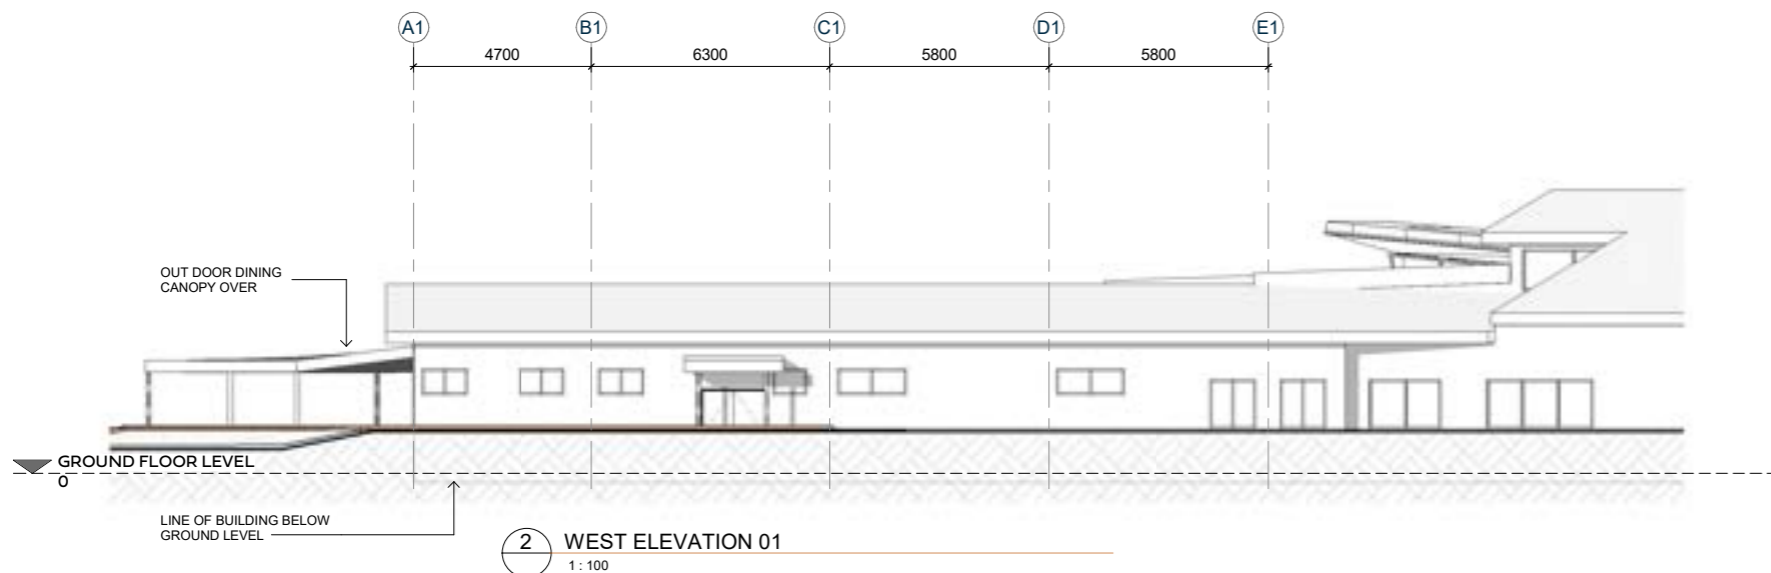 A1 B1 C1 D1 E1
4700 6300 5800 5800
OUT DOOR DINING
CANOPY OVER
GROUND FLOOR LEVEL
0
LINE OF BUILDING BELOW
GROUND LEVEL
2 WEST ELEVATION 01
1 : 100